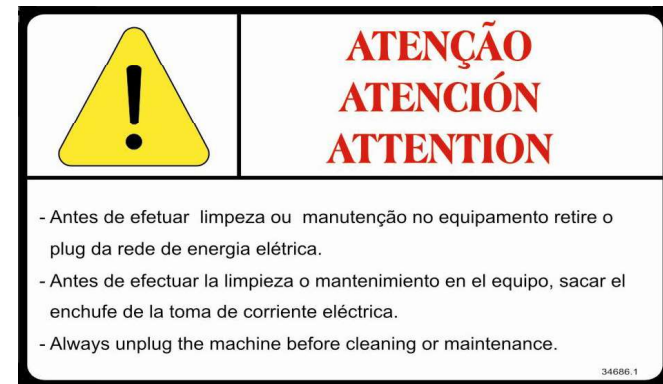 ATENÇÃO
ATENCIÓN
ATTENTION
- Antes de efetuar limpeza ou manutenção no equipamento retire o
plug da rede de energia elétrica.
- Antes de efectuar la limpieza o mantenimiento en el equipo, sacar el
enchufe de la toma de corriente eléctrica.
- Always unplug the machine before cleaning or maintenance.
34686.1